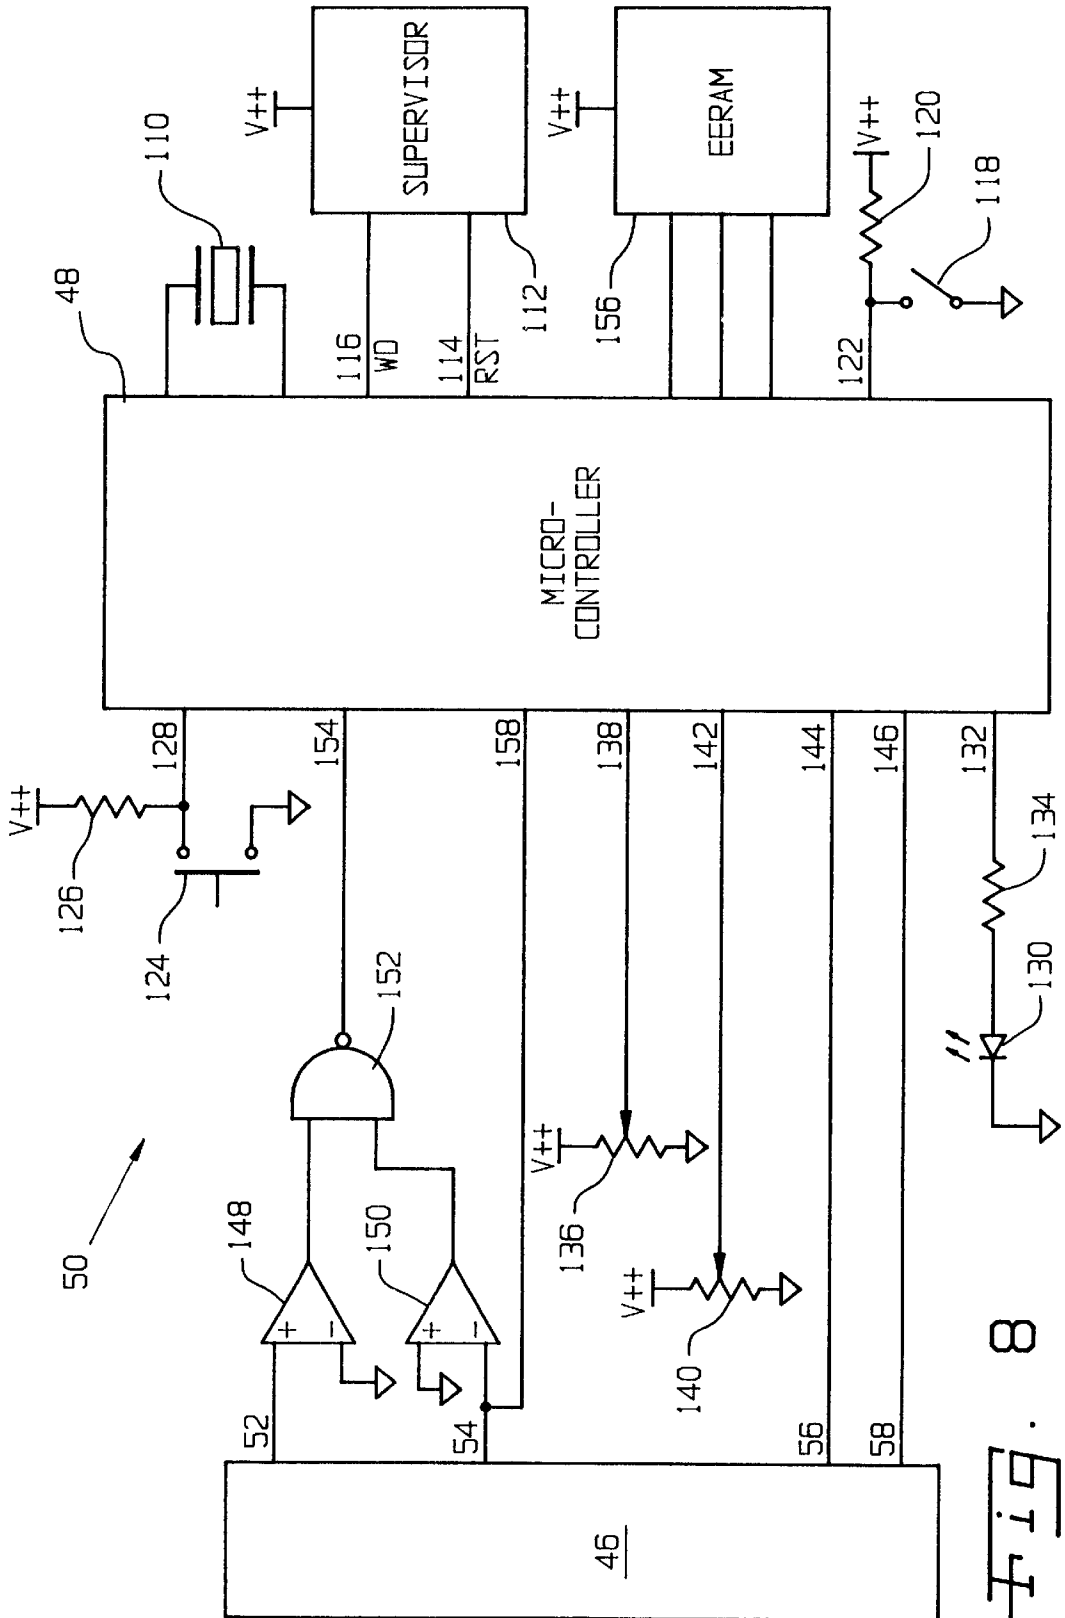 50
52
54
56
58
46
148
+
-
150
+
-
152
V++
126
124
128
154
158
138
142
144
146
132
V++
136
V++
140
134
130
48
MICRO-
CONTROLLER
110
116
WD
114
RST
112
V++
SUPERVISOR
156
V++
EERAM
122
V++
120
118
Fig. 8